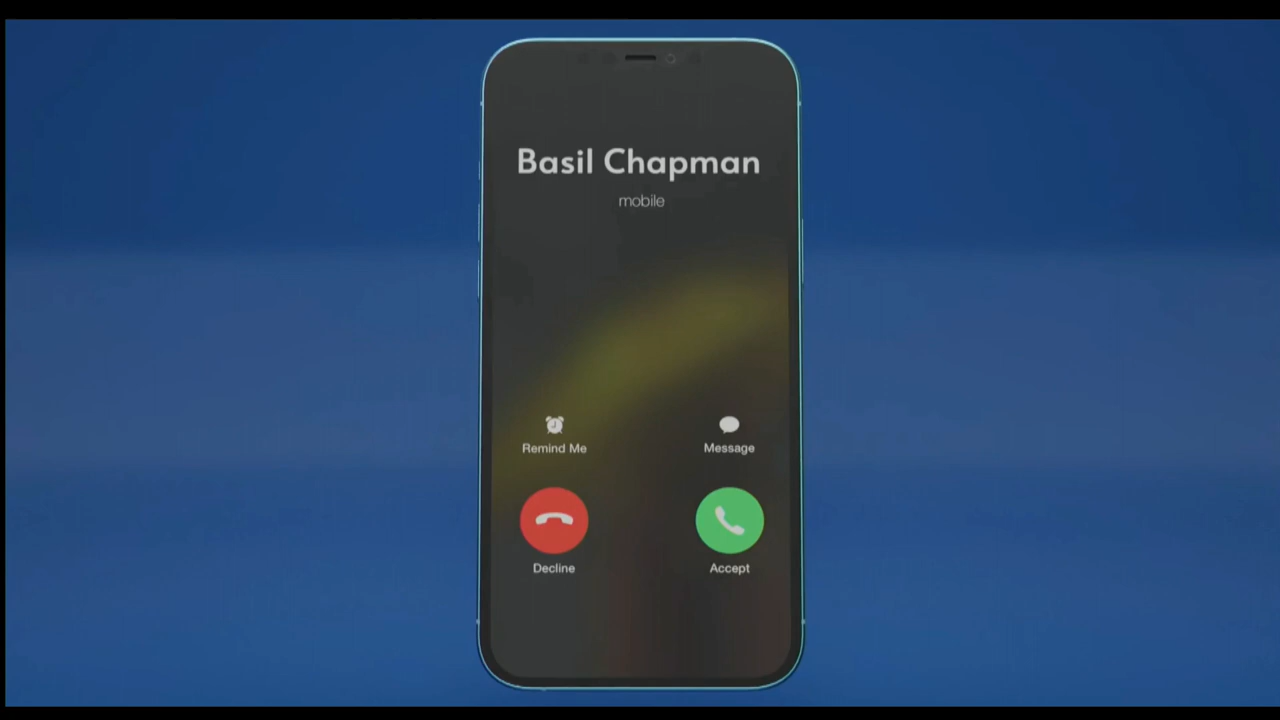 Basil Chapman
mobile
Remind Me
Message
Decline
Accept